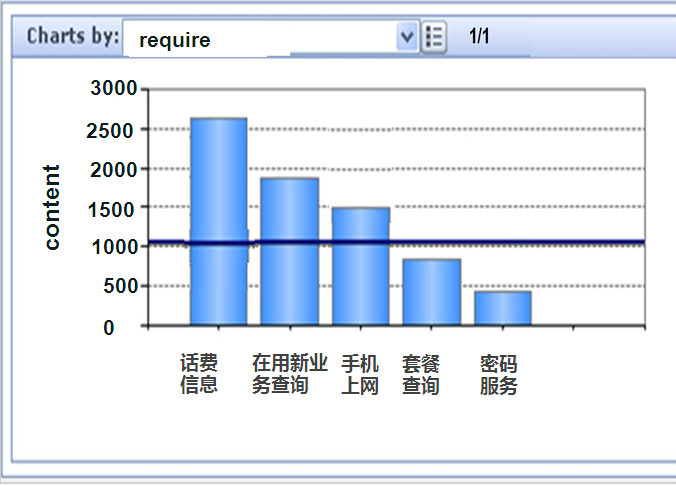 Charts by: require 1/1
3000
2500
2000
1500
1000
500
0
content
话费
信息
在用新业
务查询
手机
上网
套餐
查询
密码
服务